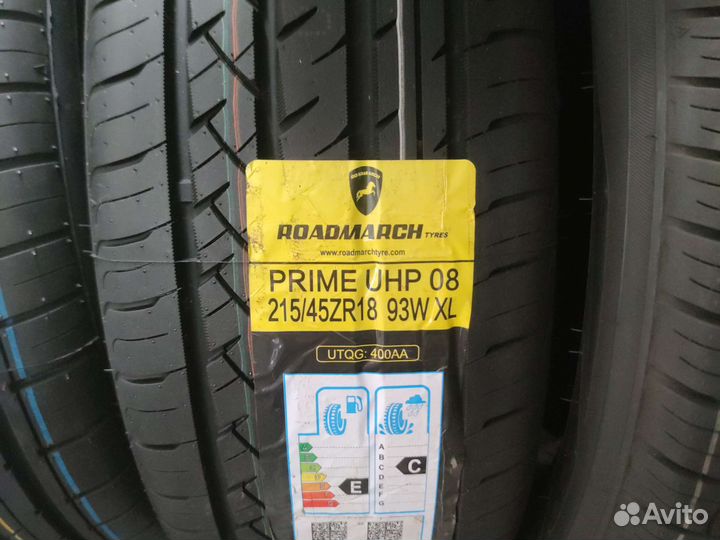 ROADMARCH TYRES
www.roadmarchtyre.com
PRIME UHP 08
215/45ZR18 93W XL
UTQG: 400AA
A
B
C
D
E
F
G
E
C
Avito